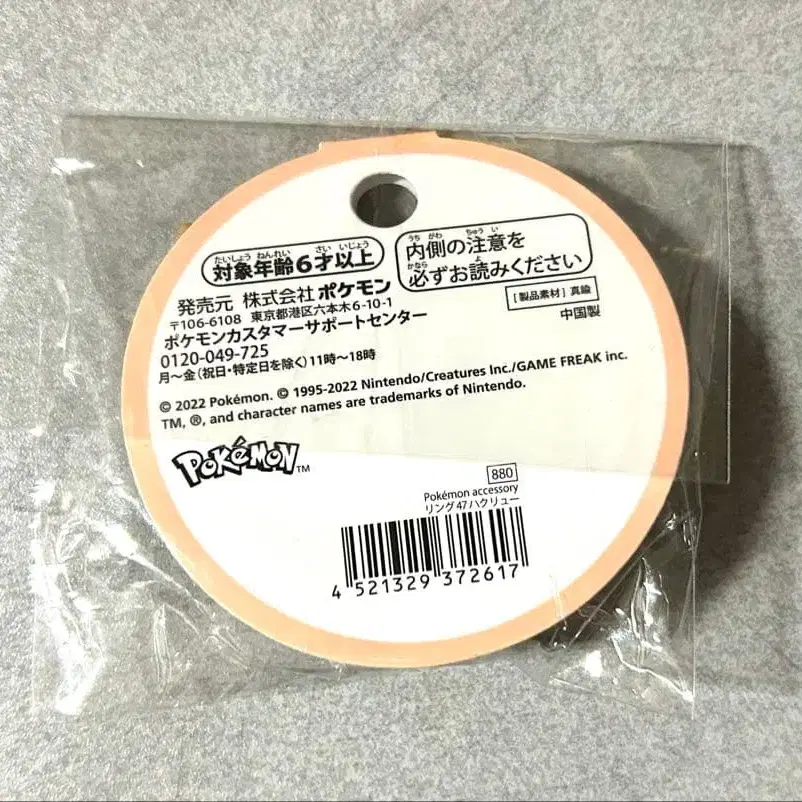 たいしょう ねんれい さい いじょう
対象年齢6才以上
うち がわ ちゅう い
内側の注意を
かなら よ
必ずお読みください
発売元 株式会社ポケモン
〒106-6108 東京都港区六本木6-10-1
ポケモンカスタマーサポートセンター
0120-049-725
月〜金(祝日・特定日を除く)11時〜18時
[製品素材]真鍮
中国製
© 2022 Pokémon. © 1995-2022 Nintendo/Creatures Inc./GAME FREAK inc.
TM, ®, and character names are trademarks of Nintendo.
POKéMON™
880
Pokémon accessory
リング47ハクリュー
4 521329 372617